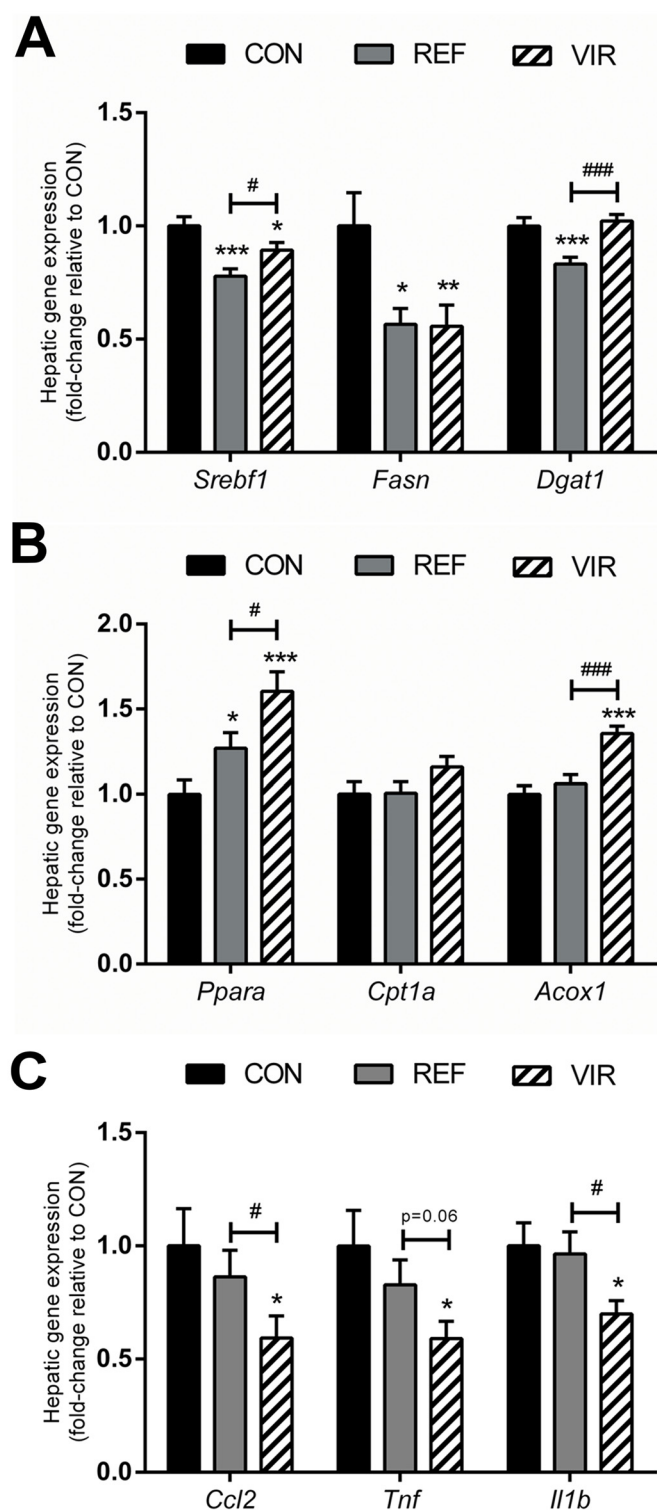 A
CON REF VIR
Hepatic gene expression
(fold-change relative to CON)
1.5
1.0
0.5
0.0
***
#
*
*
**
***
###
Srebf1 Fasn Dgat1
B
CON REF VIR
Hepatic gene expression
(fold-change relative to CON)
2.0
1.5
1.0
0.5
0.0
*
#
***
###
***
Ppara Cpt1a Acox1
C
CON REF VIR
Hepatic gene expression
(fold-change relative to CON)
1.5
1.0
0.5
0.0
#
*
p=0.06
*
#
*
Ccl2 Tnf Il1b